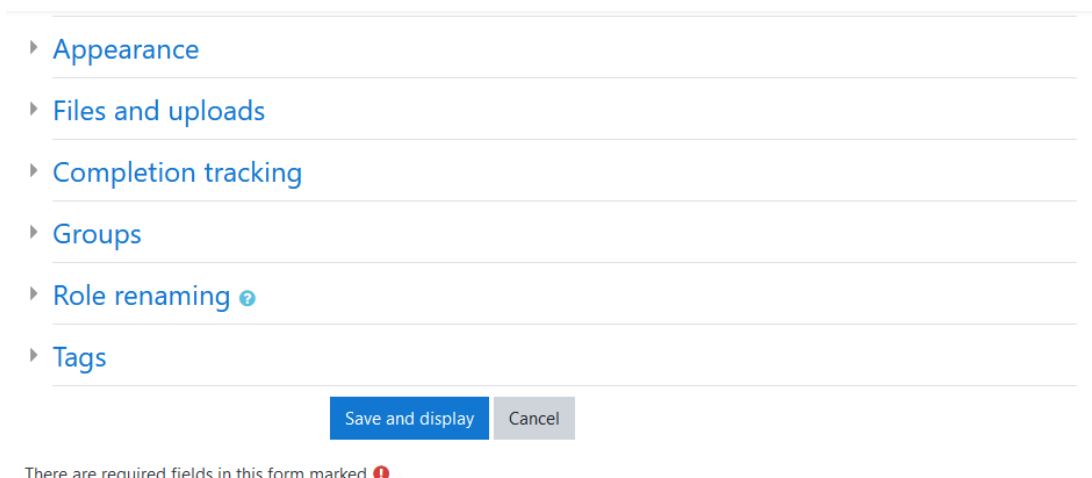 Appearance
Files and uploads
Completion tracking
Groups
Role renaming ?
Tags
Save and display Cancel
There are required fields in this form marked !